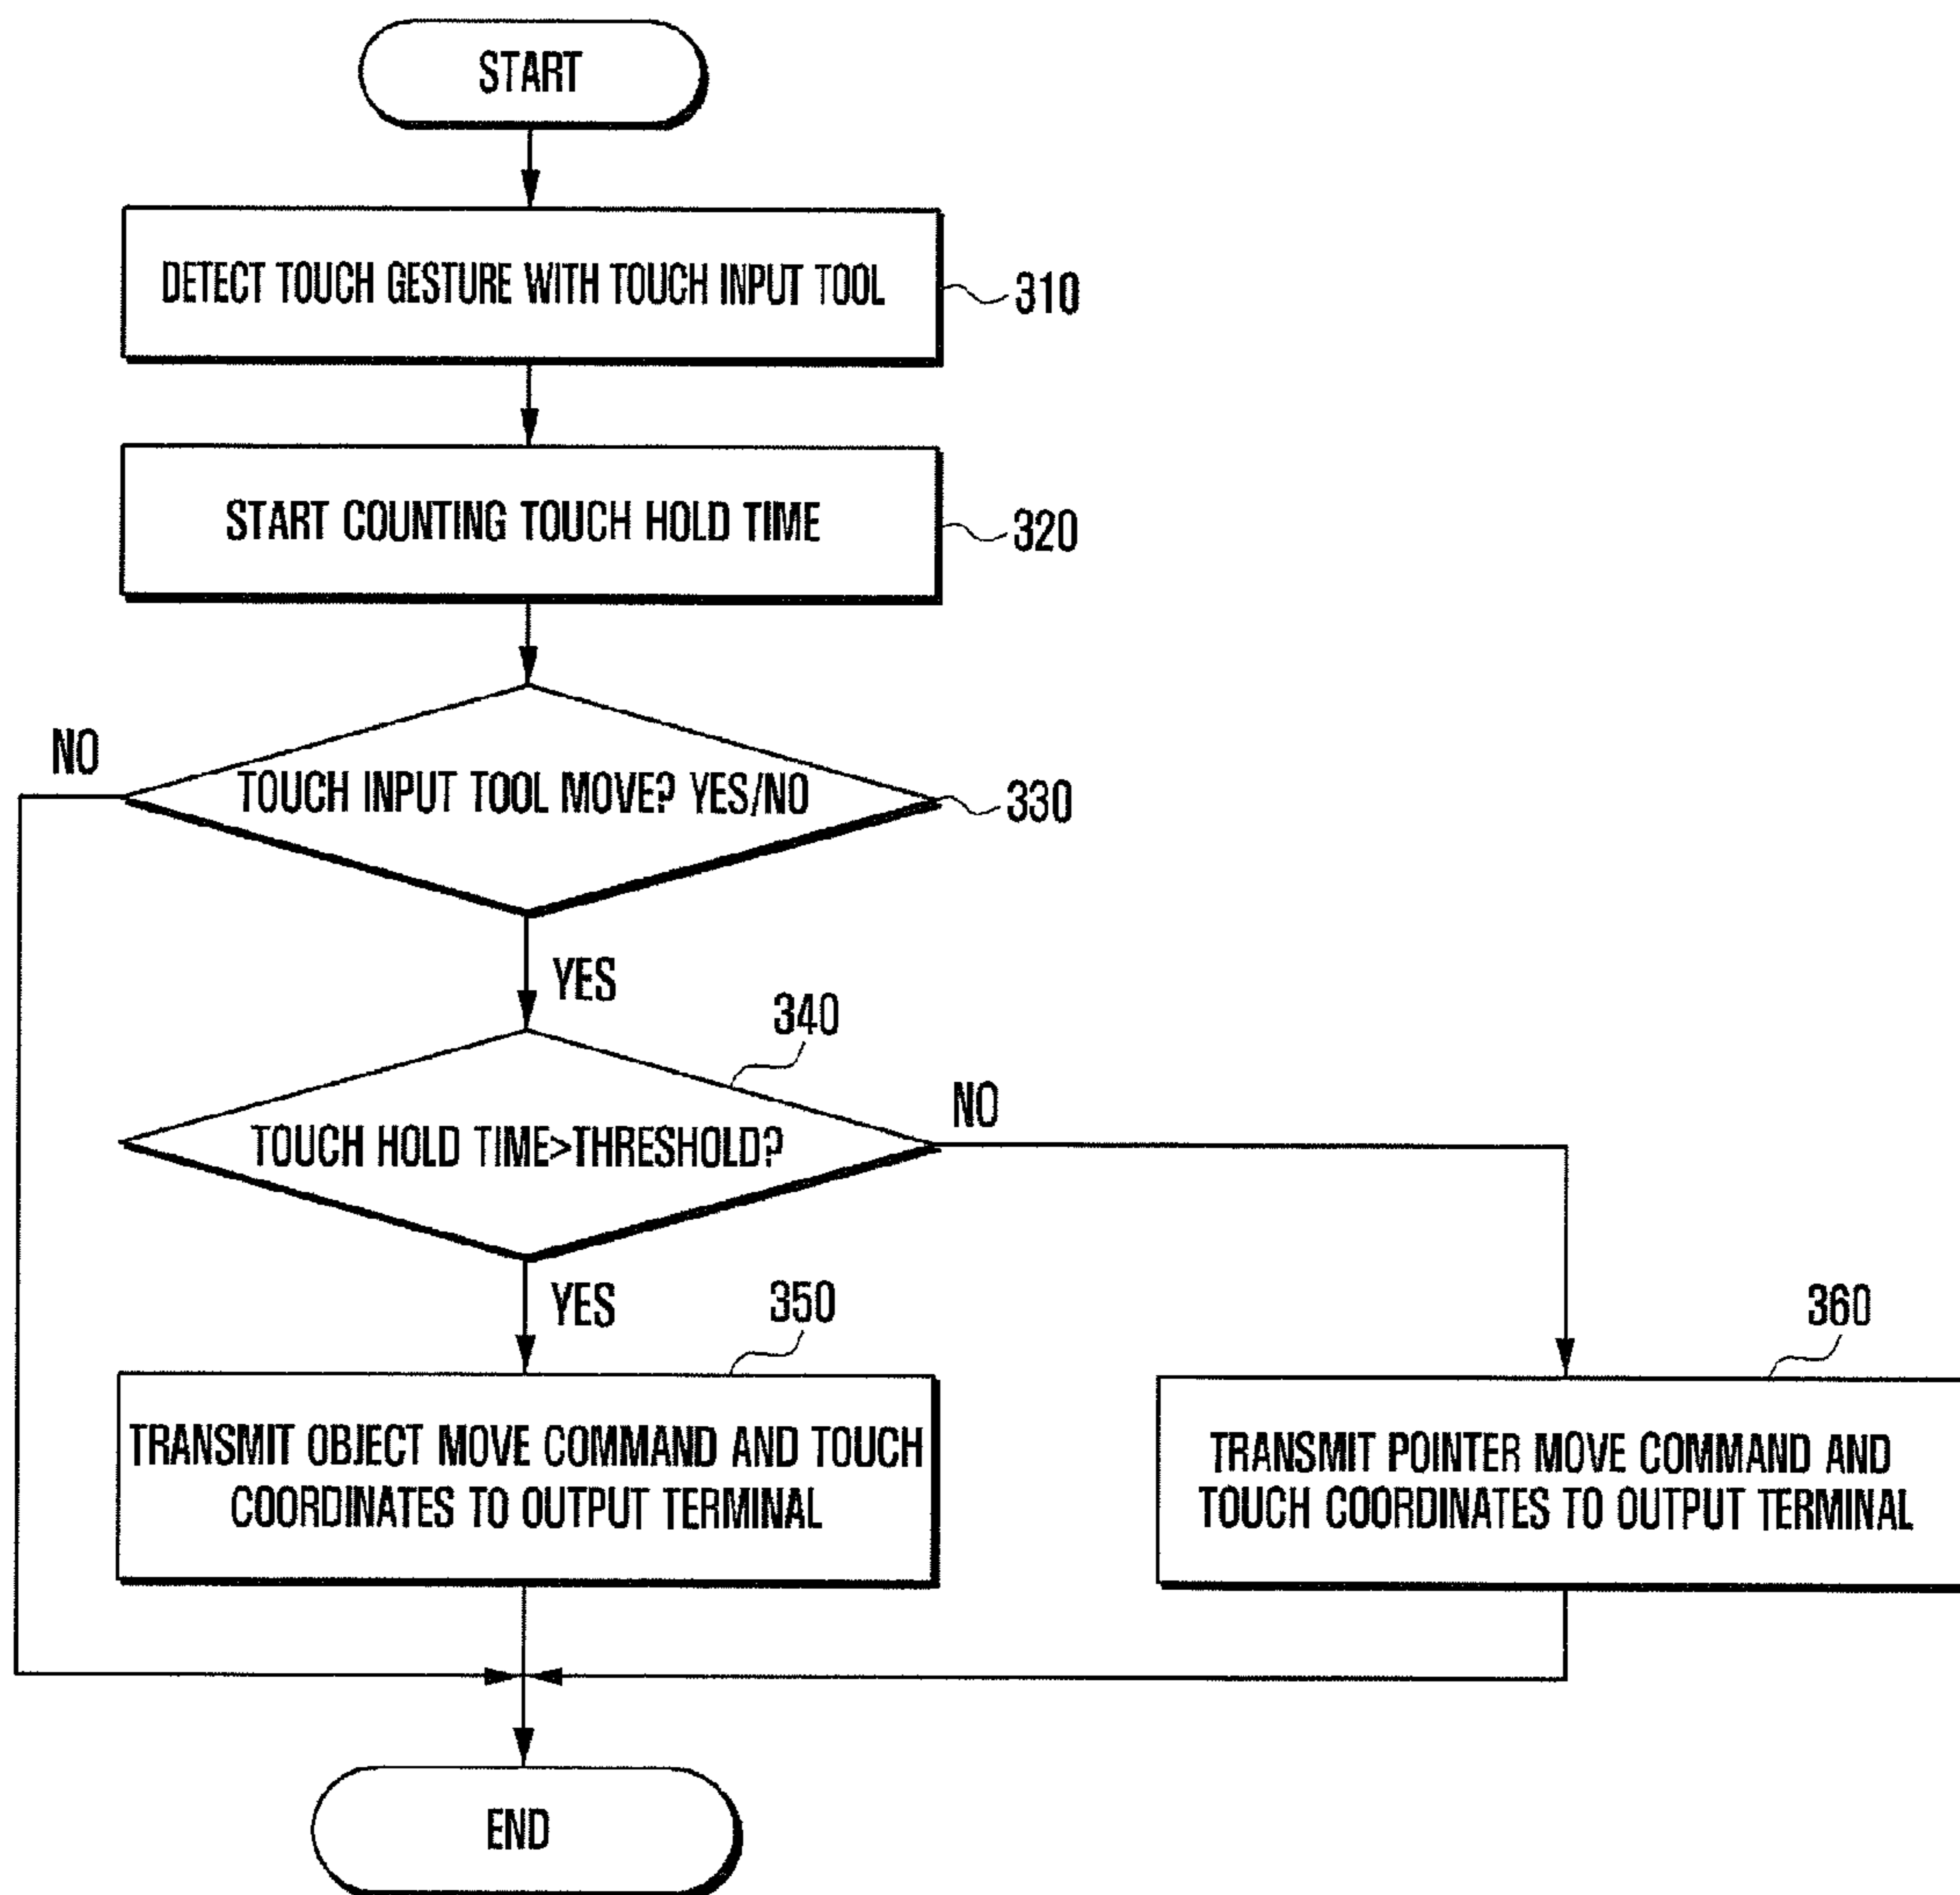 START
DETECT TOUCH GESTURE WITH TOUCH INPUT TOOL
310
START COUNTING TOUCH HOLD TIME
320
NO
TOUCH INPUT TOOL MOVE? YES/NO
330
YES
340
NO
TOUCH HOLD TIME>THRESHOLD?
YES
350
360
TRANSMIT OBJECT MOVE COMMAND AND TOUCH
COORDINATES TO OUTPUT TERMINAL
TRANSMIT POINTER MOVE COMMAND AND
TOUCH COORDINATES TO OUTPUT TERMINAL
END